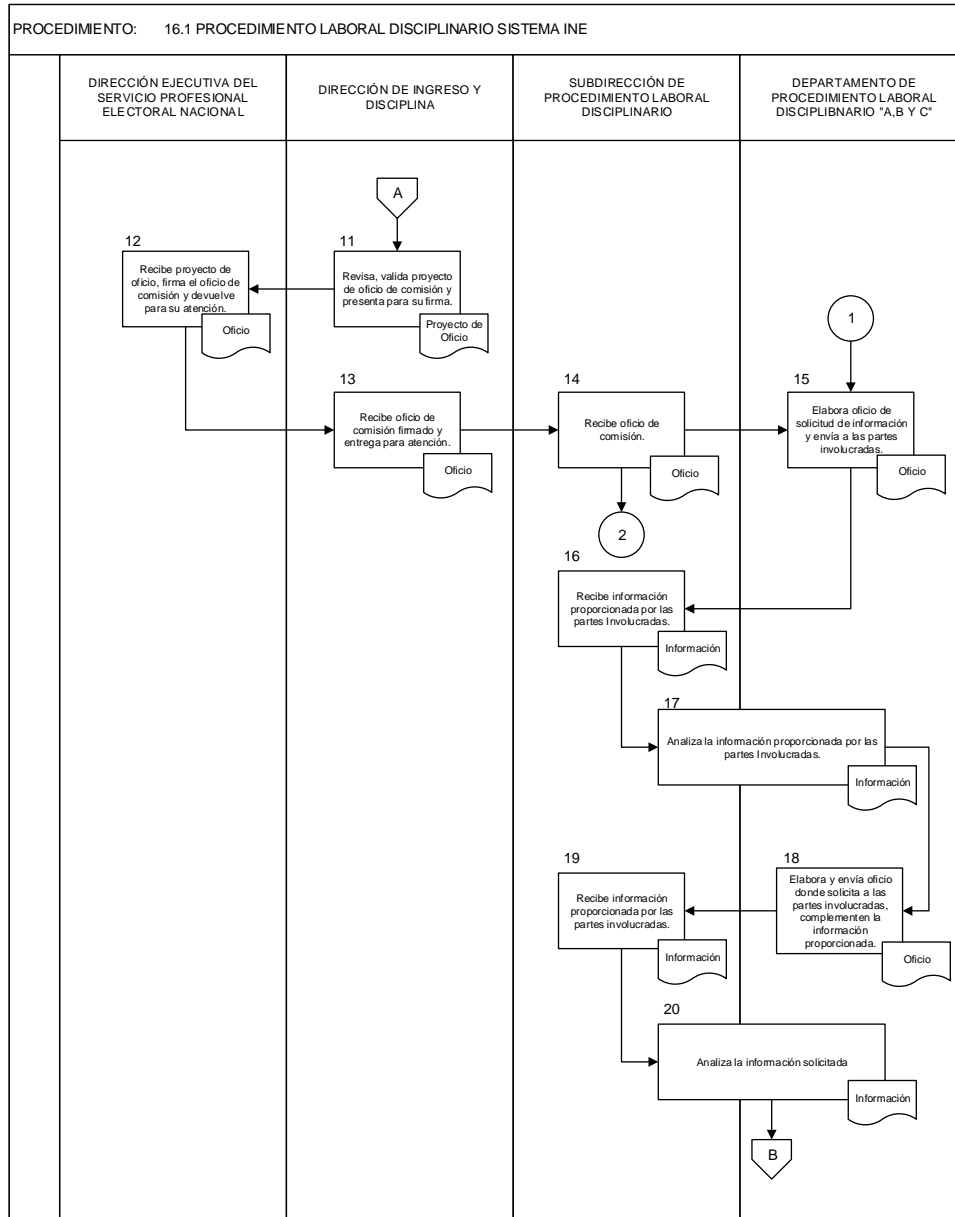 PROCEDIMIENTO: 16.1 PROCEDIMIENTO LABORAL DISCIPLINARIO SISTEMA INE
DIRECCIÓN EJECUTIVA DEL
SERVICIO PROFESIONAL
ELECTORAL NACIONAL
DIRECCIÓN DE INGRESO Y
DISCIPLINA
SUBDIRECCIÓN DE
PROCEDIMIENTO LABORAL
DISCIPLINARIO
DEPARTAMENTO DE
PROCEDIMIENTO LABORAL
DISCIPLIBNARIO "A,B Y C"
A
11
Revisa, valida proyecto
de oficio de comisión y
presenta para su firma.
Proyecto de
Oficio
12
Recibe proyecto de
oficio, firma el oficio de
comisión y devuelve
para su atención.
Oficio
13
Recibe oficio de
comisión firmado y
entrega para atención.
Oficio
14
Recibe oficio de
comisión.
Oficio
2
1
15
Elabora oficio de
solicitud de información
y envía a las partes
involucradas.
Oficio
16
Recibe información
proporcionada por las
partes Involucradas.
Información
17
Analiza la información proporcionada por las
partes Involucradas.
Información
18
Elabora y envía oficio
donde solicita a las
partes involucradas,
complementen la
información
proporcionada.
Oficio
19
Recibe información
proporcionada por las
partes involucradas.
Información
20
Analiza la información solicitada
Información
B